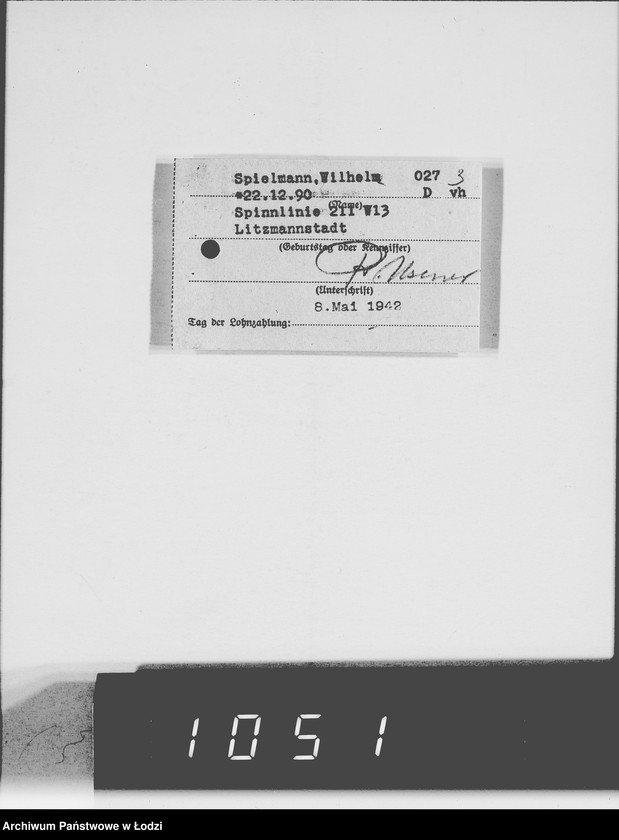 Spielmann,Wilhelm 027 3
*22.12.90 D vh
(Name)
Spinnlinie 211 W13
Litzmannstadt
(Geburtstag oder Kennziffer)
(Unterschrift)
8.Mai 1942
Tag der Lohnzahlung:
1051
Archiwum Państwowe w Łodzi